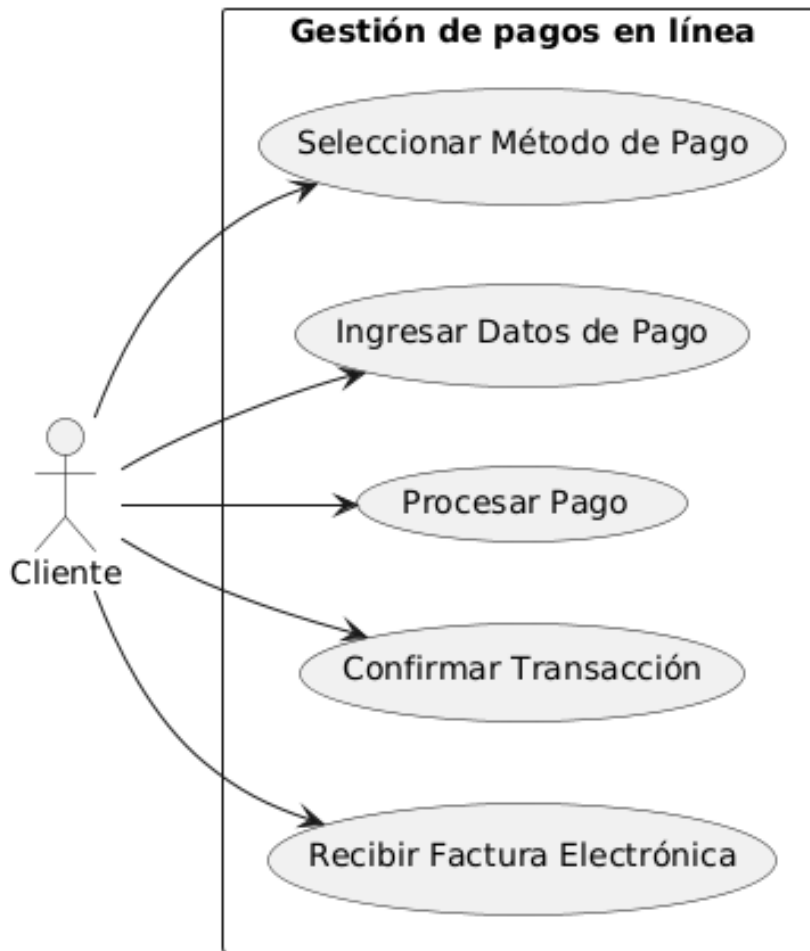 Gestión de pagos en línea
Seleccionar Método de Pago
Ingresar Datos de Pago
Procesar Pago
Cliente
Confirmar Transacción
Recibir Factura Electrónica